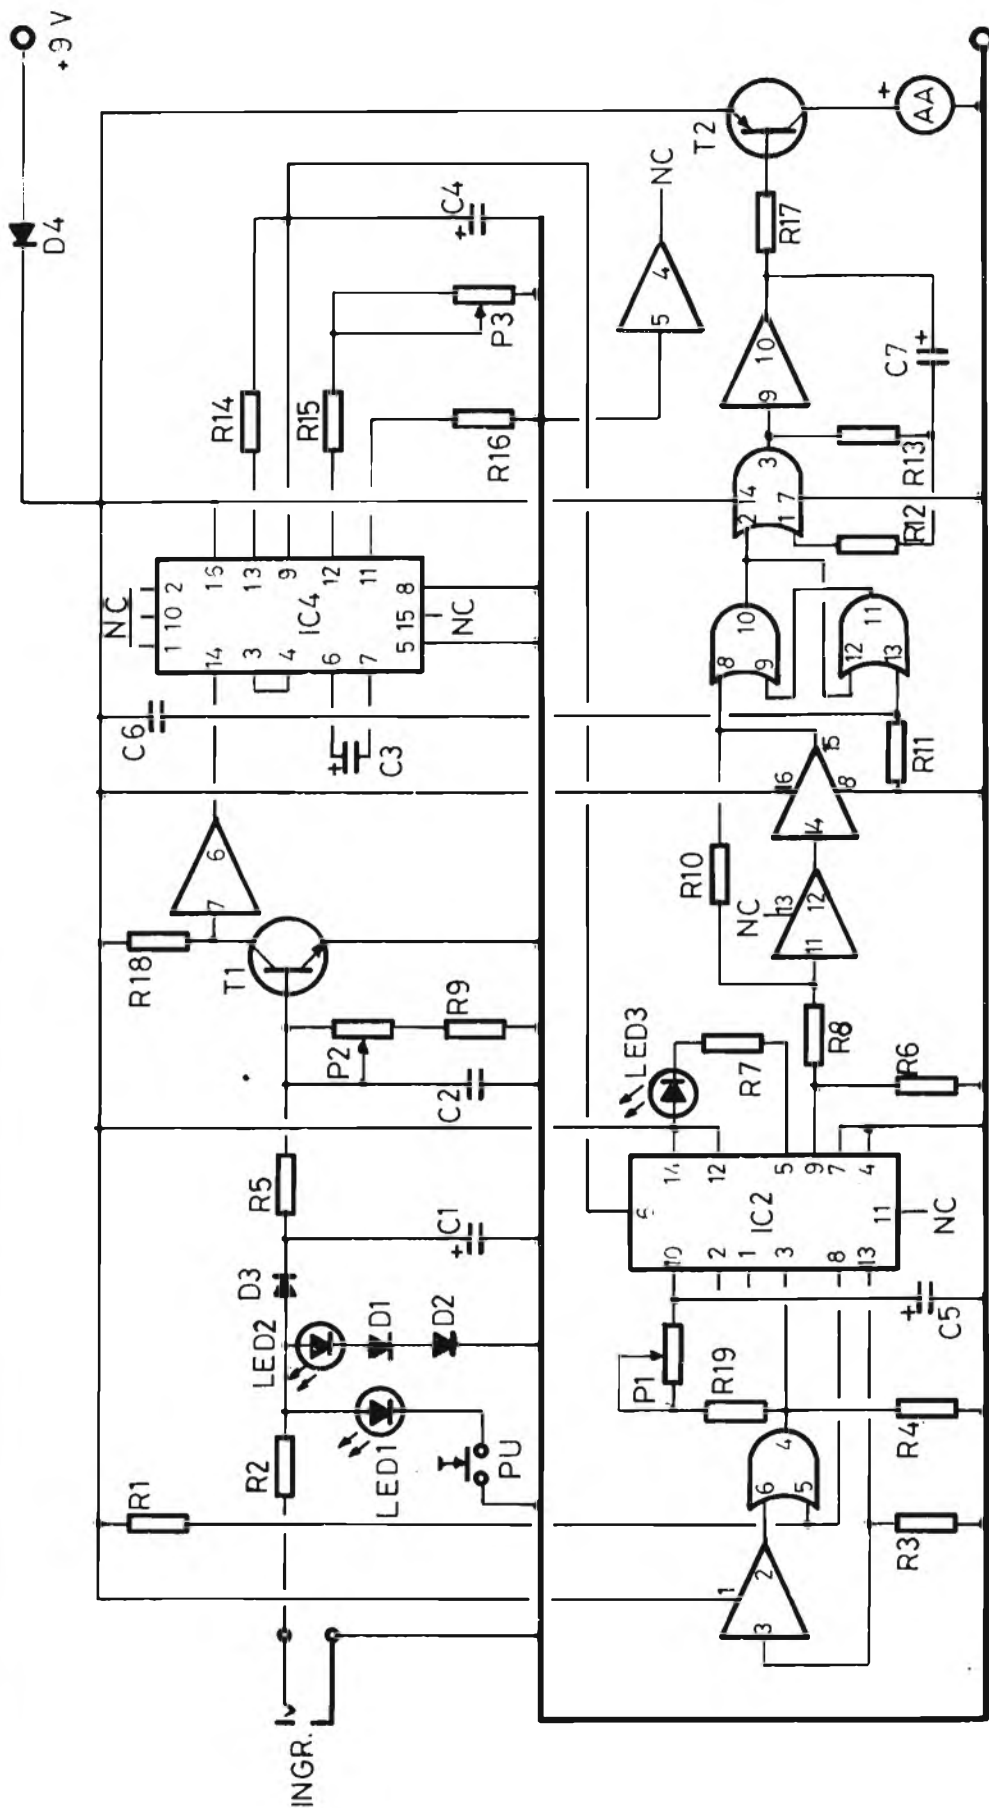 +9 V
D4
R1
R18
C6
NC
1 10 2
14 16
3 13
4 9
IC4
6 12
7 11
5 15 8
NC
R14
R15
R16
C4
P3
7 6
T1
R2
D3
R5
P2
R9
C2
C1
LED2
D1
D2
LED1
PU
INGR.
LED3
R7
6
10 14
2 12
1
IC2
3 5
9
8 7
13 4
11
NC
P1
R19
C5
R4
R3
1
3 2
6
5
4
R8
R6
R10
NC
13
11 12
16
14 15
8
R11
8
9
10
12
13
11
2
1
14
7
3
R12
R13
9 10
C7
R17
5 4
NC
T2
+
AA